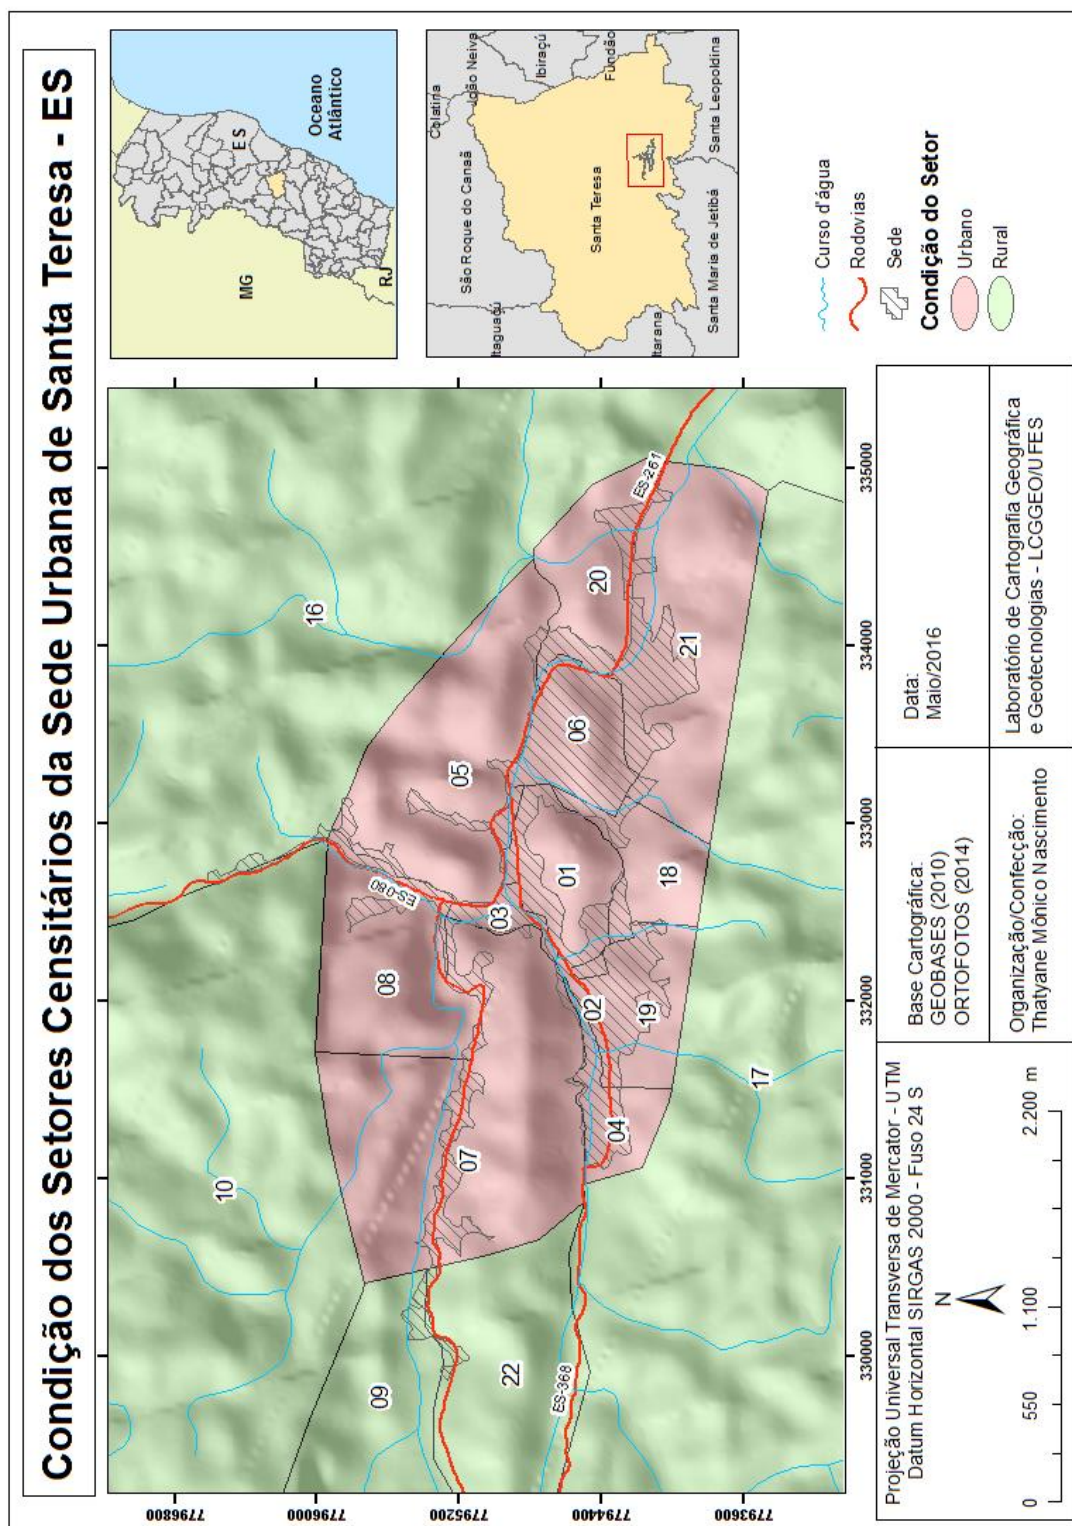 Condição dos Setores Censitários da Sede Urbana de Santa Teresa - ES
330000
331000
332000
333000
334000
335000
7796800
7796000
7795200
7794400
7793600
10
16
09
22
07
08
03
05
01
02
04
19
18
06
20
21
17
ES-080
ES-261
ES-368
MG
ES
RJ
Oceano
Atlântico
Colatina
João Neiva
Ibiraçú
Fundão
São Roque do Canaã
Itaguaçú
Santa Teresa
Itarana
Santa Maria de Jetibá
Santa Leopoldina
Curso d'água
Rodovias
Sede
Condição do Setor
Urbano
Rural
Projeção Universal Transversa de Mercator - UTM
Datum Horizontal SIRGAS 2000 - Fuso 24 S
N
0
550
1.100
2.200 m
Base Cartográfica:
GEOBASES (2010)
ORTOFOTOS (2014)
Data:
Maio/2016
Organização/Confecção:
Thatyane Mônico Nascimento
Laboratório de Cartografia Geográfica
e Geotecnologias - LCGGEO/UFES